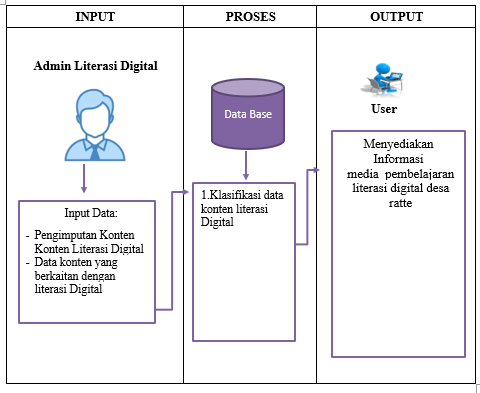 INPUT
PROSES
OUTPUT
Admin Literasi Digital
Data Base
User
Input Data:
- Pengimputan Konten
Konten Literasi Digital
- Data konten yang
berkaitan dengan
literasi Digital
1.Klasifikasi data
konten literasi
Digital
Menyediakan
Informasi
media pembelajaran
literasi digital desa
ratte